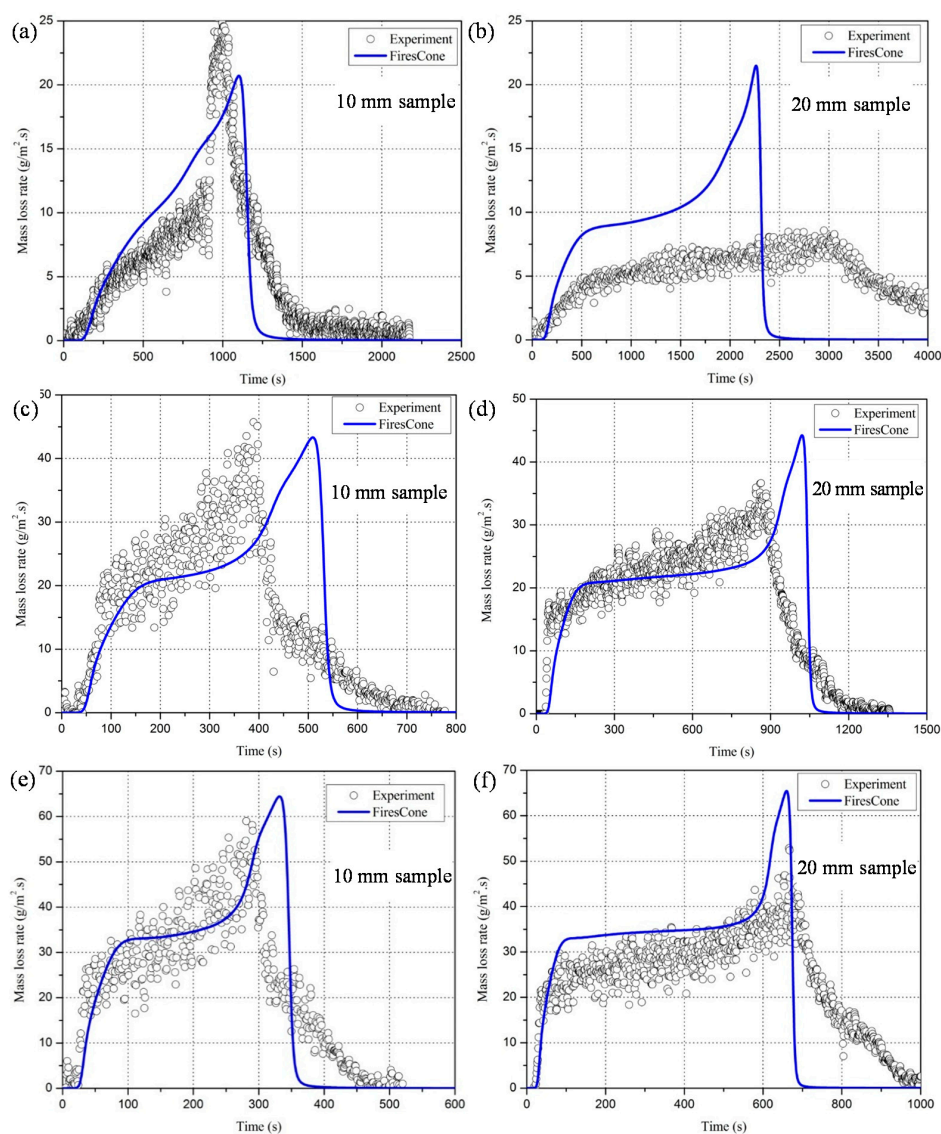 (a)
25
20
15
10
5
0
Mass loss rate (g/m².s)
Experiment
FiresCone
10 mm sample
0 500 1000 1500 2000 2500
Time (s)
(b)
25
20
15
10
5
0
Mass loss rate (g/m².s)
Experiment
FiresCone
20 mm sample
0 500 1000 1500 2000 2500 3000 3500 4000
Time (s)
(c)
50
40
30
20
10
0
Mass loss rate (g/m².s)
Experiment
FiresCone
10 mm sample
0 100 200 300 400 500 600 700 800
Time (s)
(d)
50
40
30
20
10
0
Mass loss rate (g/m².s)
Experiment
FiresCone
20 mm sample
0 300 600 900 1200 1500
Time (s)
(e)
70
60
50
40
30
20
10
0
Mass loss rate (g/m².s)
Experiment
FiresCone
10 mm sample
0 100 200 300 400 500 600
Time (s)
(f)
70
60
50
40
30
20
10
0
Mass loss rate (g/m².s)
Experiment
FiresCone
20 mm sample
0 200 400 600 800 1000
Time (s)